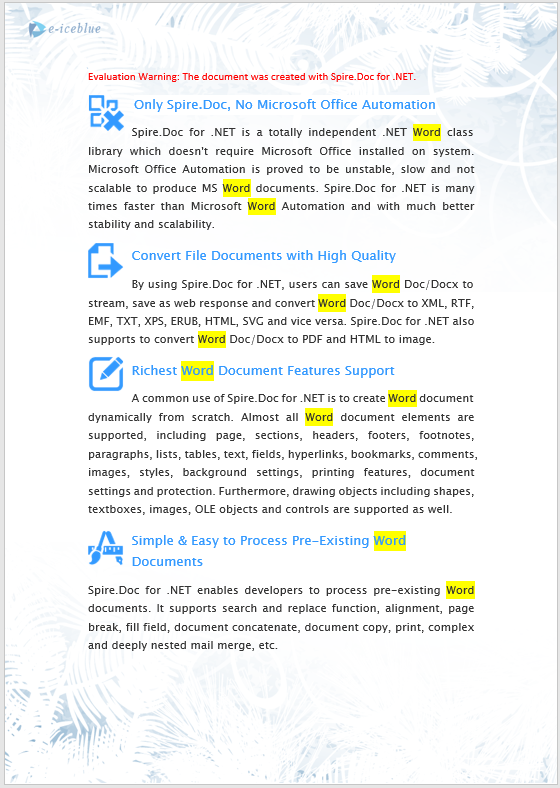 e-iceblue
Evaluation Warning: The document was created with Spire.Doc for .NET.
Only Spire.Doc, No Microsoft Office Automation
Spire.Doc for .NET is a totally independent .NET Word class
library which doesn't require Microsoft Office installed on system.
Microsoft Office Automation is proved to be unstable, slow and not
scalable to produce MS Word documents. Spire.Doc for .NET is many
times faster than Microsoft Word Automation and with much better
stability and scalability.
Convert File Documents with High Quality
By using Spire.Doc for .NET, users can save Word Doc/Docx to
stream, save as web response and convert Word Doc/Docx to XML, RTF,
EMF, TXT, XPS, ERUB, HTML, SVG and vice versa. Spire.Doc for .NET also
supports to convert Word Doc/Docx to PDF and HTML to image.
Richest Word Document Features Support
A common use of Spire.Doc for .NET is to create Word document
dynamically from scratch. Almost all Word document elements are
supported, including page, sections, headers, footers, footnotes,
paragraphs, lists, tables, text, fields, hyperlinks, bookmarks, comments,
images, styles, background settings, printing features, document
settings and protection. Furthermore, drawing objects including shapes,
textboxes, images, OLE objects and controls are supported as well.
Simple & Easy to Process Pre-Existing Word
Documents
Spire.Doc for .NET enables developers to process pre-existing Word
documents. It supports search and replace function, alignment, page
break, fill field, document concatenate, document copy, print, complex
and deeply nested mail merge, etc.